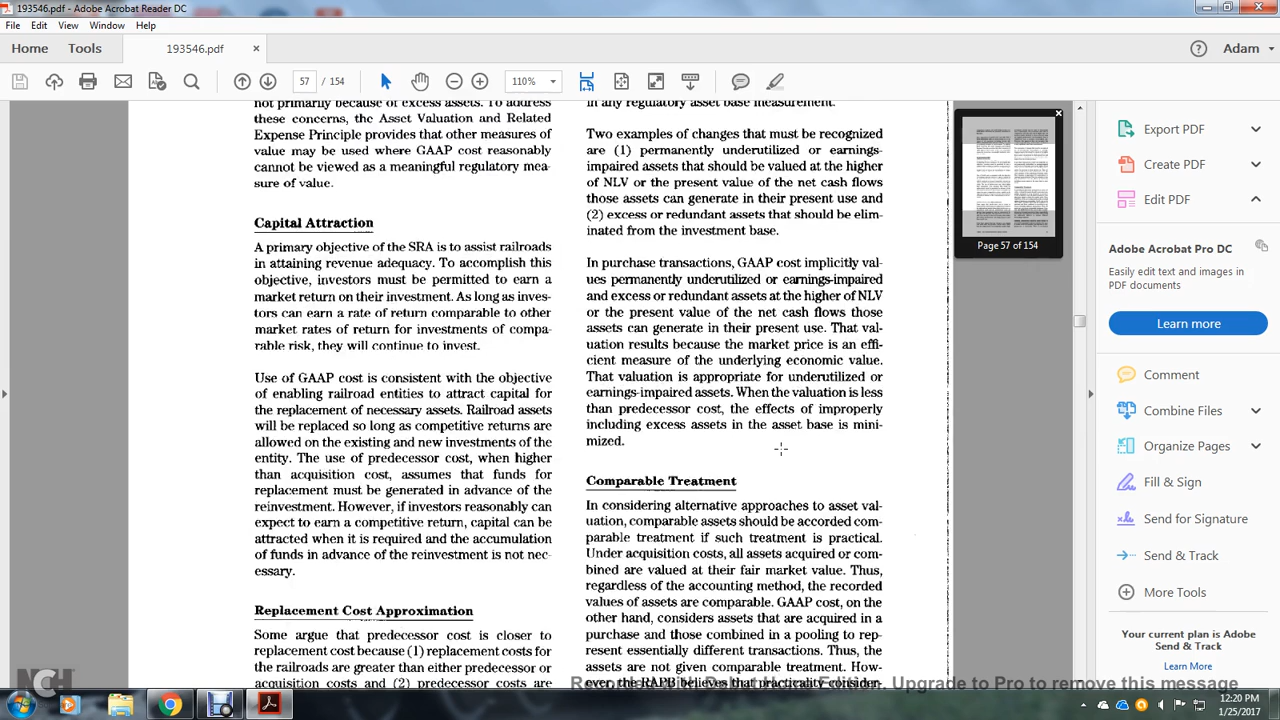 193546.pdf - Adobe Acrobat Reader DC
File Edit View Window Help
Home Tools 193546.pdf × Adam
57 / 154 110%
not primarily because of excess assets. To address
these concerns, the Asset Valuation and Related
Expense Principle provides that other measures of
value may be used where GAAP cost reasonably
cannot be viewed as a meaningful regulatory mea-
sure of value.
Capital Attraction
A primary objective of the SRA is to assist railroads
in attaining revenue adequacy. To accomplish this
objective, investors must be permitted to earn a
market return on their investment. As long as inves-
tors can earn a rate of return comparable to other
market rates of return for investments of compa-
rable risk, they will continue to invest.
Use of GAAP cost is consistent with the objective
of enabling railroad entities to attract capital for
the replacement of necessary assets. Railroad assets
will be replaced so long as competitive returns are
allowed on the existing and new investments of the
entity. The use of predecessor cost, when higher
than acquisition cost, assumes that funds for
replacement must be generated in advance of the
reinvestment. However, if investors reasonably can
expect to earn a competitive return, capital can be
attracted when it is required and the accumulation
of funds in advance of the reinvestment is not nec-
essary.
Replacement Cost Approximation
Some argue that predecessor cost is closer to
replacement cost because (1) replacement costs for
the railroads are greater than either predecessor or
acquisition costs and (2) predecessor costs are
in any regulatory asset base measurement.
Two examples of changes that must be recognized
are (1) permanently underutilized or earnings-
impaired assets that should be valued at the higher
of NLV or the present value of the net cash flows
those assets can generate in their present use and
(2) excess or redundant assets that should be elim-
inated from the investment base.
In purchase transactions, GAAP cost implicitly val-
ues permanently underutilized or earnings-impaired
and excess or redundant assets at the higher of NLV
or the present value of the net cash flows those
assets can generate in their present use. That val-
uation results because the market price is an effi-
cient measure of the underlying economic value.
That valuation is appropriate for underutilized or
earnings-impaired assets. When the valuation is less
than predecessor cost, the effects of improperly
including excess assets in the asset base is mini-
mized.
Comparable Treatment
In considering alternative approaches to asset val-
uation, comparable assets should be accorded com-
parable treatment if such treatment is practical.
Under acquisition costs, all assets acquired or com-
bined are valued at their fair market value. Thus,
regardless of the accounting method, the recorded
values of assets are comparable. GAAP cost, on the
other hand, considers assets that are acquired in a
purchase and those combined in a pooling to rep-
resent essentially different transactions. Thus, the
assets are not given comparable treatment. How-
ever, the RAPB believes that practicality consider-
Page 57 of 154
Export PDF
Create PDF
Edit PDF
Adobe Acrobat Pro DC
Easily edit text and images in
PDF documents
Learn more
Comment
Combine Files
Organize Pages
Fill & Sign
Send for Signature
Send & Track
More Tools
Your current plan is Adobe
Send & Track
Learn More
NCH
Upgrade to Pro to remove this message
12:20 PM
1/25/2017